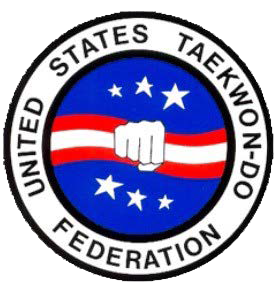 UNITED STATES TAEKWON-DO
FEDERATION